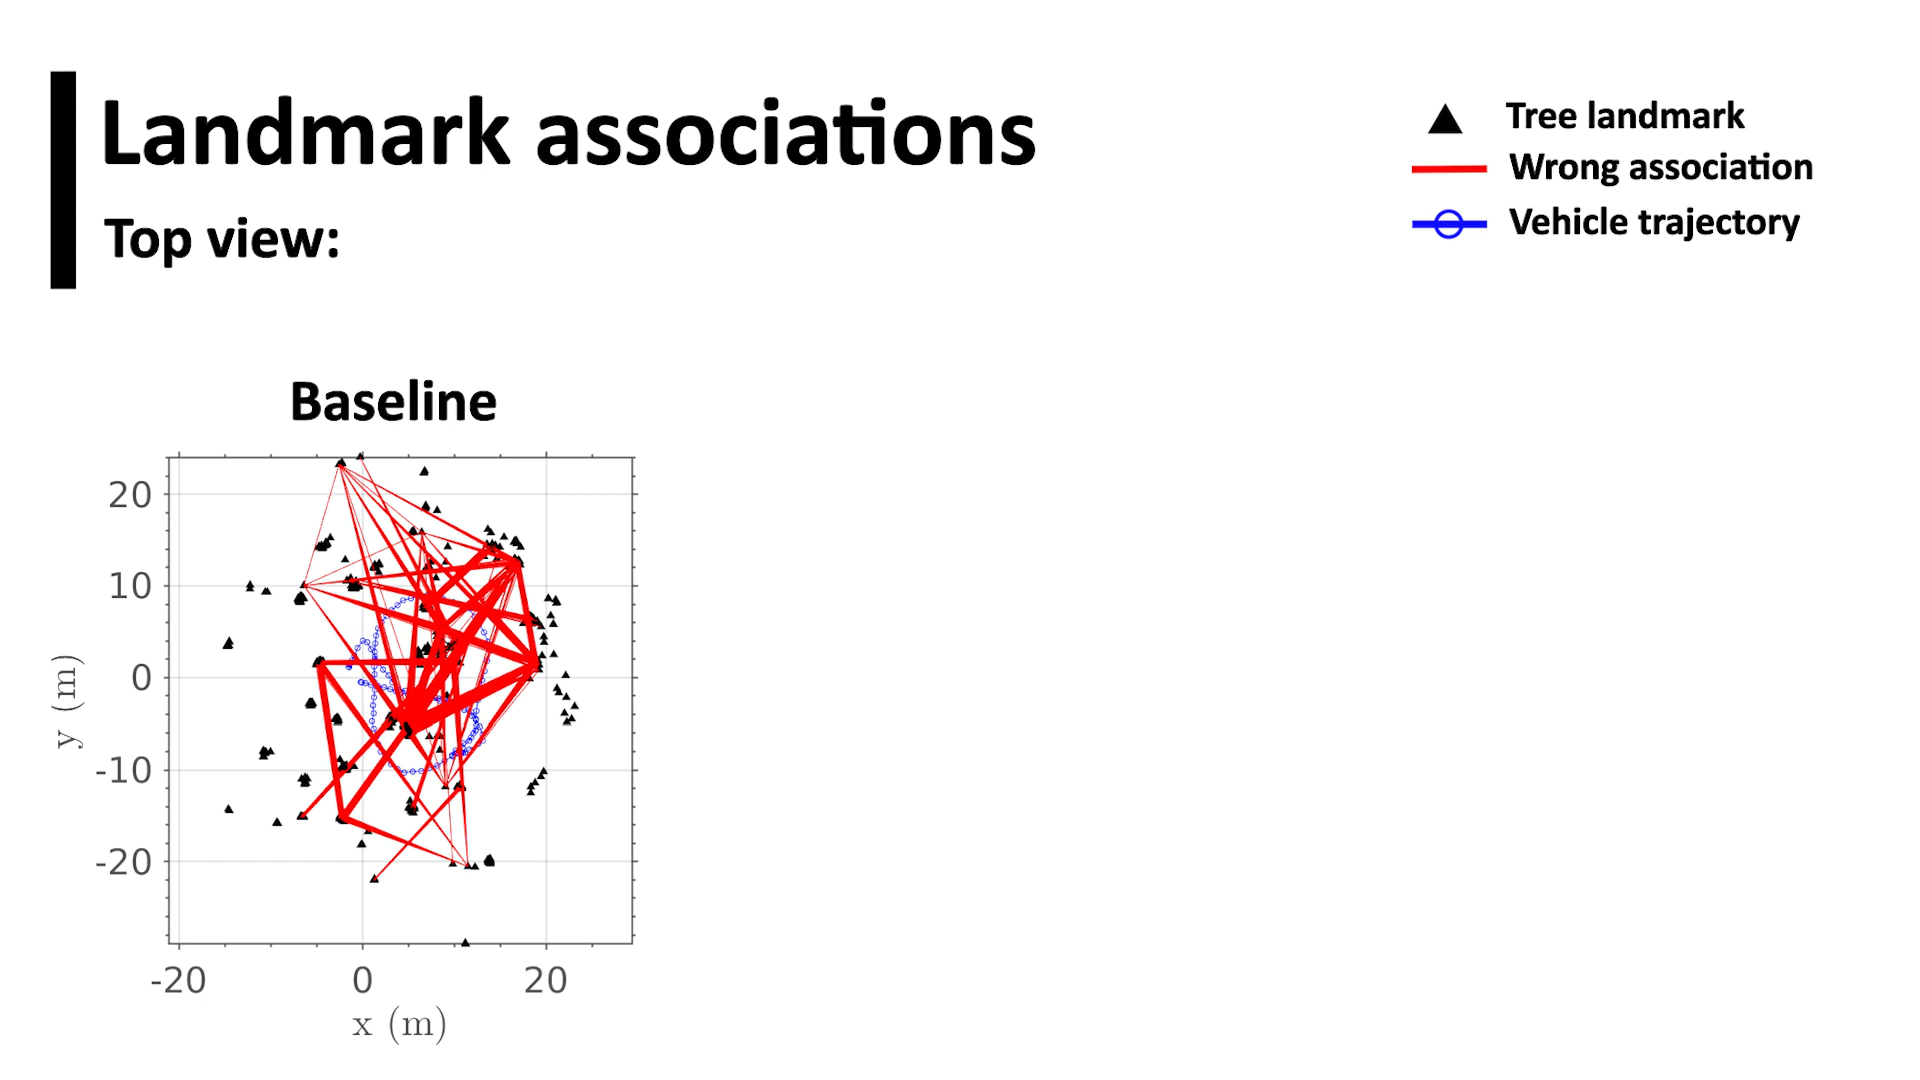 Landmark associations
Top view:
Tree landmark
Wrong association
Vehicle trajectory
Baseline
20
10
0
-10
-20
y (m)
-20 0 20
x (m)